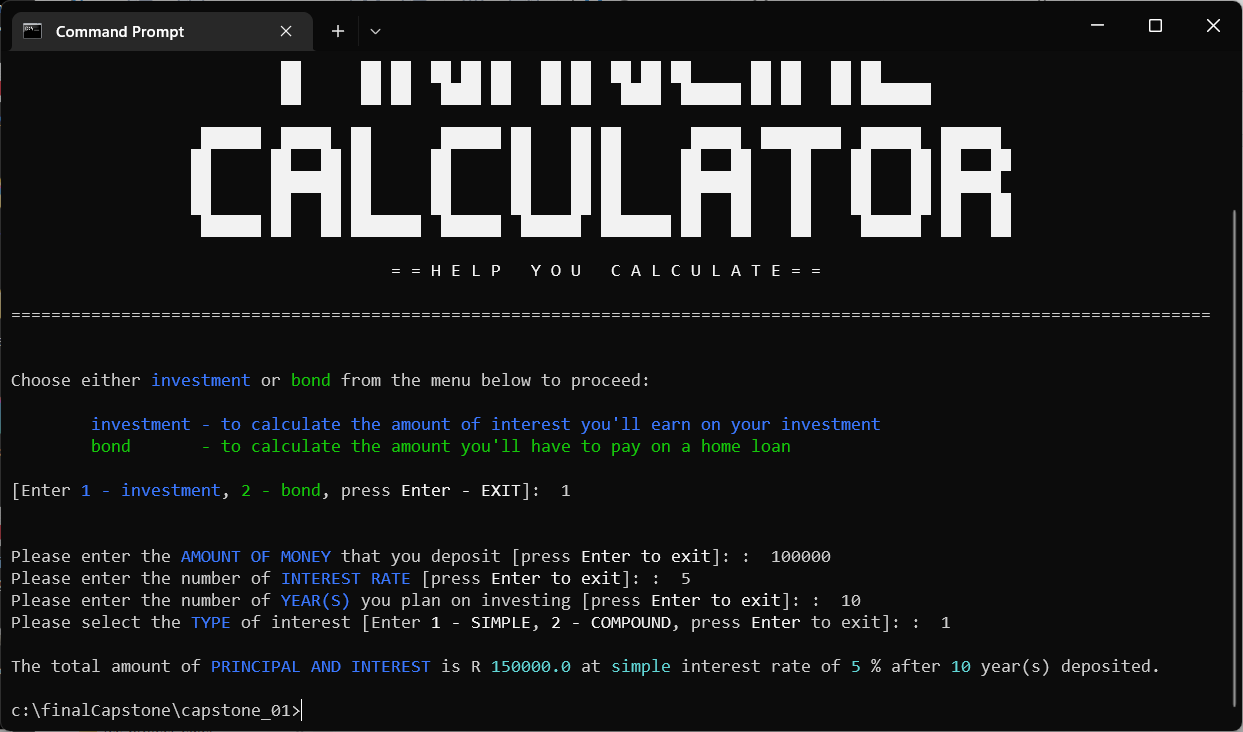 Command Prompt
CALCULATOR
==HELP YOU CALCULATE==
========================================================================================================================
Choose either investment or bond from the menu below to proceed:
investment - to calculate the amount of interest you'll earn on your investment
bond - to calculate the amount you'll have to pay on a home loan
[Enter 1 - investment, 2 - bond, press Enter - EXIT]: 1
Please enter the AMOUNT OF MONEY that you deposit [press Enter to exit]: : 100000
Please enter the number of INTEREST RATE [press Enter to exit]: : 5
Please enter the number of YEAR(S) you plan on investing [press Enter to exit]: : 10
Please select the TYPE of interest [Enter 1 - SIMPLE, 2 - COMPOUND, press Enter to exit]: : 1
The total amount of PRINCIPAL AND INTEREST is R 150000.0 at simple interest rate of 5 % after 10 year(s) deposited.
c:\finalCapstone\capstone_01>